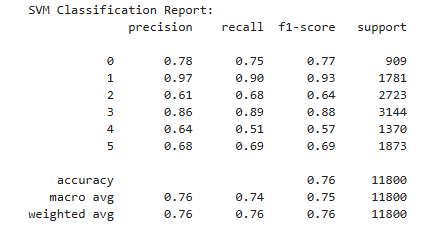 SVM Classification Report:
precision recall f1-score support
0 0.78 0.75 0.77 909
1 0.97 0.90 0.93 1781
2 0.61 0.68 0.64 2723
3 0.86 0.89 0.88 3144
4 0.64 0.51 0.57 1370
5 0.68 0.69 0.69 1873
accuracy 0.76 11800
macro avg 0.76 0.74 0.75 11800
weighted avg 0.76 0.76 0.76 11800